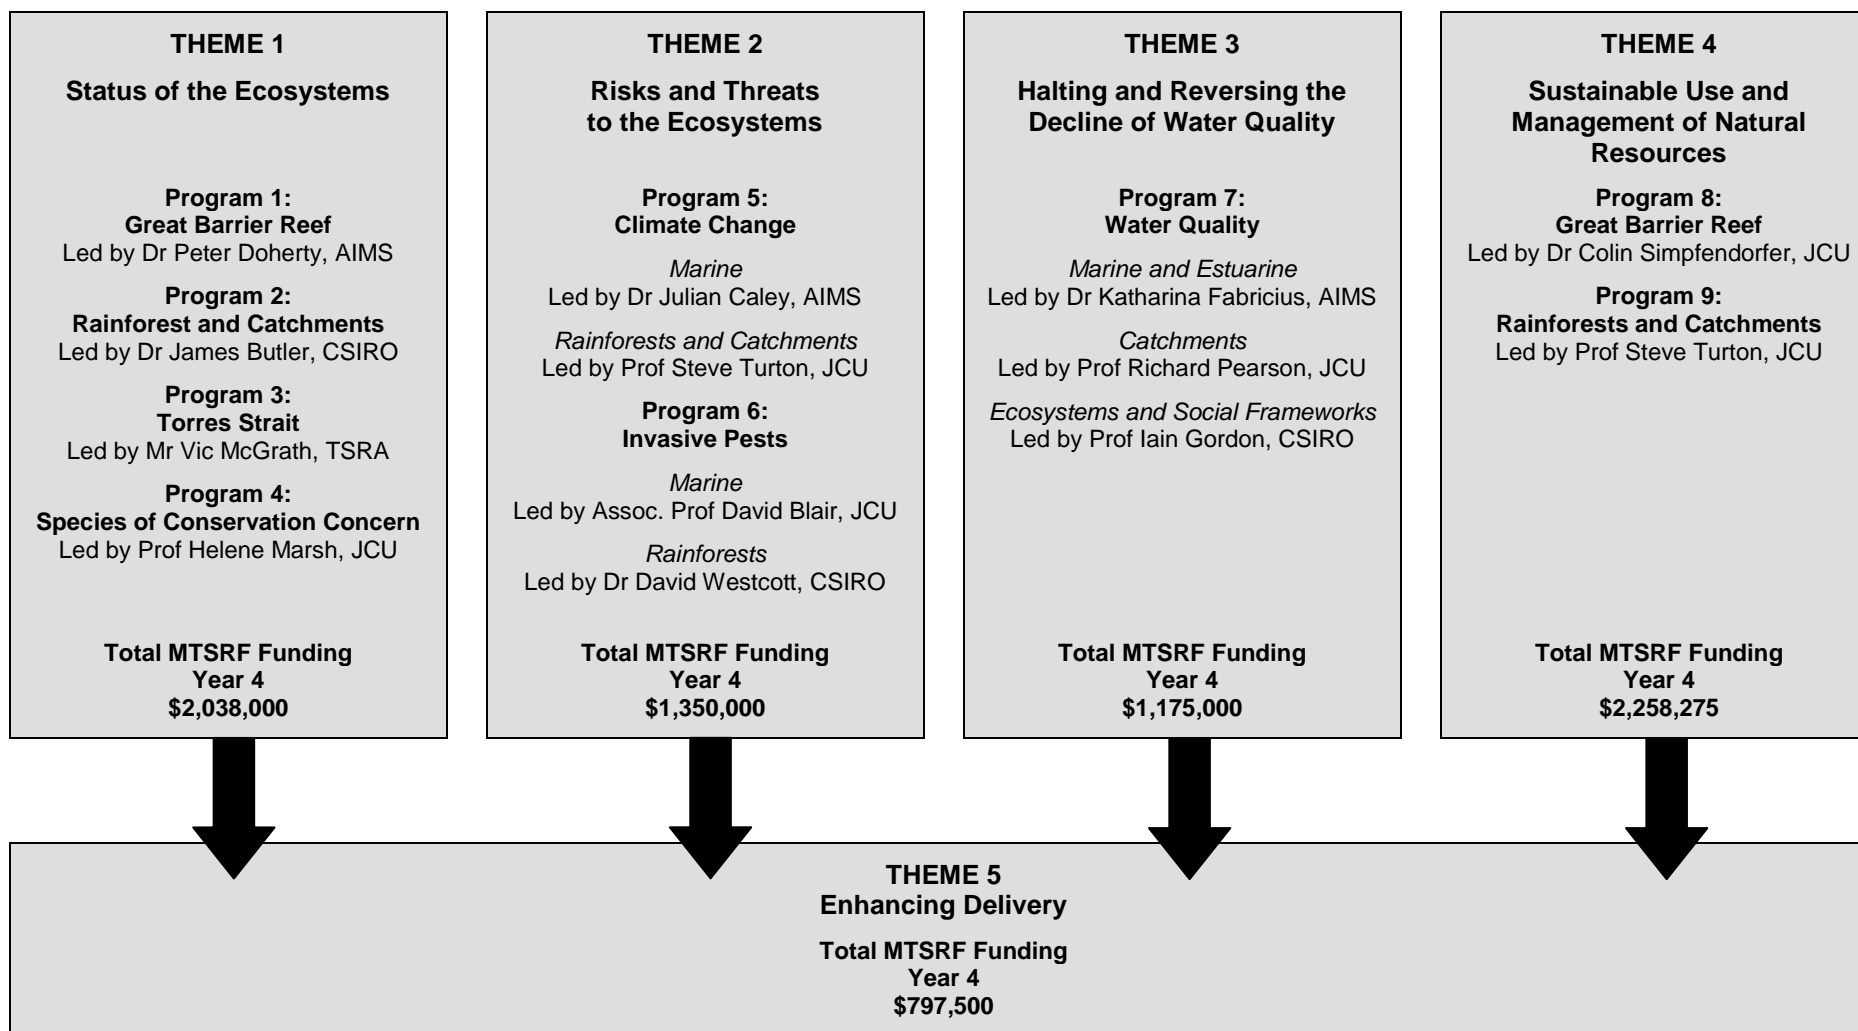 THEME 1
Status of the Ecosystems
Program 1:
Great Barrier Reef
Led by Dr Peter Doherty, AIMS
Program 2:
Rainforest and Catchments
Led by Dr James Butler, CSIRO
Program 3:
Torres Strait
Led by Mr Vic McGrath, TSRA
Program 4:
Species of Conservation Concern
Led by Prof Helene Marsh, JCU
Total MTSRF Funding
Year 4
$2,038,000
THEME 2
Risks and Threats
to the Ecosystems
Program 5:
Climate Change
Marine
Led by Dr Julian Caley, AIMS
Rainforests and Catchments
Led by Prof Steve Turton, JCU
Program 6:
Invasive Pests
Marine
Led by Assoc. Prof David Blair, JCU
Rainforests
Led by Dr David Westcott, CSIRO
Total MTSRF Funding
Year 4
$1,350,000
THEME 3
Halting and Reversing the
Decline of Water Quality
Program 7:
Water Quality
Marine and Estuarine
Led by Dr Katharina Fabricius, AIMS
Catchments
Led by Prof Richard Pearson, JCU
Ecosystems and Social Frameworks
Led by Prof Iain Gordon, CSIRO
Total MTSRF Funding
Year 4
$1,175,000
THEME 4
Sustainable Use and
Management of Natural
Resources
Program 8:
Great Barrier Reef
Led by Dr Colin Simpfendorfer, JCU
Program 9:
Rainforests and Catchments
Led by Prof Steve Turton, JCU
Total MTSRF Funding
Year 4
$2,258,275
THEME 5
Enhancing Delivery
Total MTSRF Funding
Year 4
$797,500